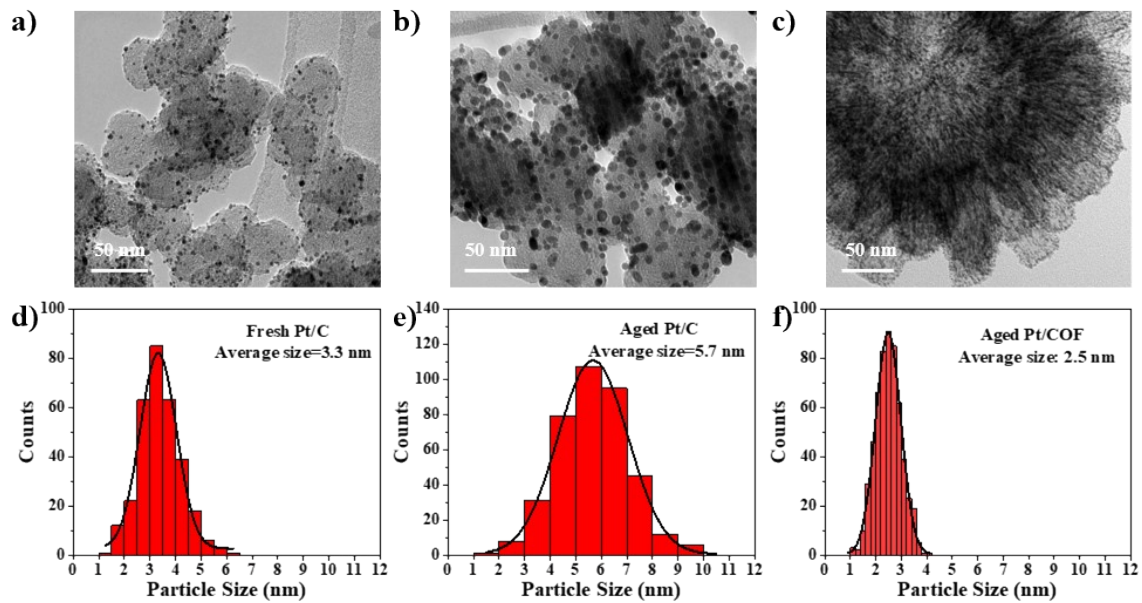 a)
b)
c)
50 nm
50 nm
50 nm
d)
e)
f)
Fresh Pt/C
Average size=3.3 nm
100
80
60
40
20
0
Counts
0 1 2 3 4 5 6 7 8 9 10 11 12
Particle Size (nm)
Aged Pt/C
Average size=5.7 nm
140
120
100
80
60
40
20
0
Counts
0 1 2 3 4 5 6 7 8 9 10 11 12
Particle Size (nm)
Aged Pt/COF
Average size: 2.5 nm
100
80
60
40
20
0
Counts
0 1 2 3 4 5 6 7 8 9 10 11 12
Particle Size (nm)